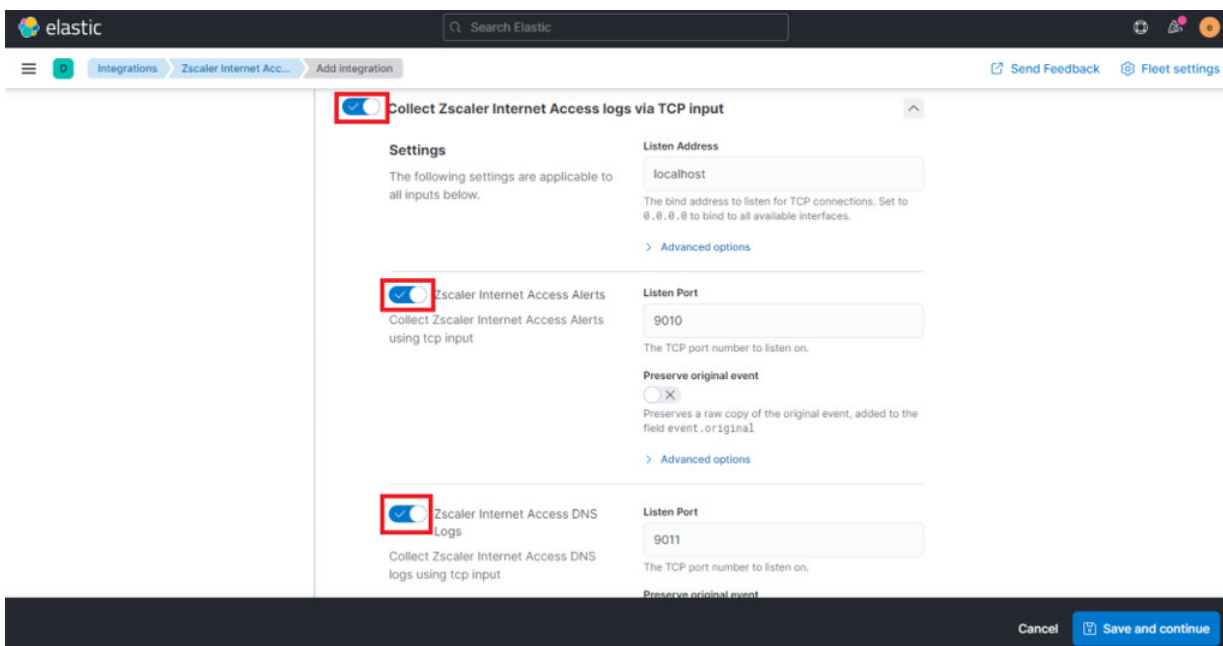 elastic
Search Elastic
e
D
Integrations
Zscaler Internet Acc...
Add integration
Send Feedback
Fleet settings
Collect Zscaler Internet Access logs via TCP input
Settings
The following settings are applicable to
all inputs below.
Listen Address
localhost
The bind address to listen for TCP connections. Set to
0.0.0.0 to bind to all available interfaces.
Advanced options
Zscaler Internet Access Alerts
Collect Zscaler Internet Access Alerts
using tcp input
Listen Port
9010
The TCP port number to listen on.
Preserve original event
Preserves a raw copy of the original event, added to the
field event.original
Advanced options
Zscaler Internet Access DNS
Logs
Collect Zscaler Internet Access DNS
logs using tcp input
Listen Port
9011
The TCP port number to listen on.
Preserve original event
Cancel
Save and continue